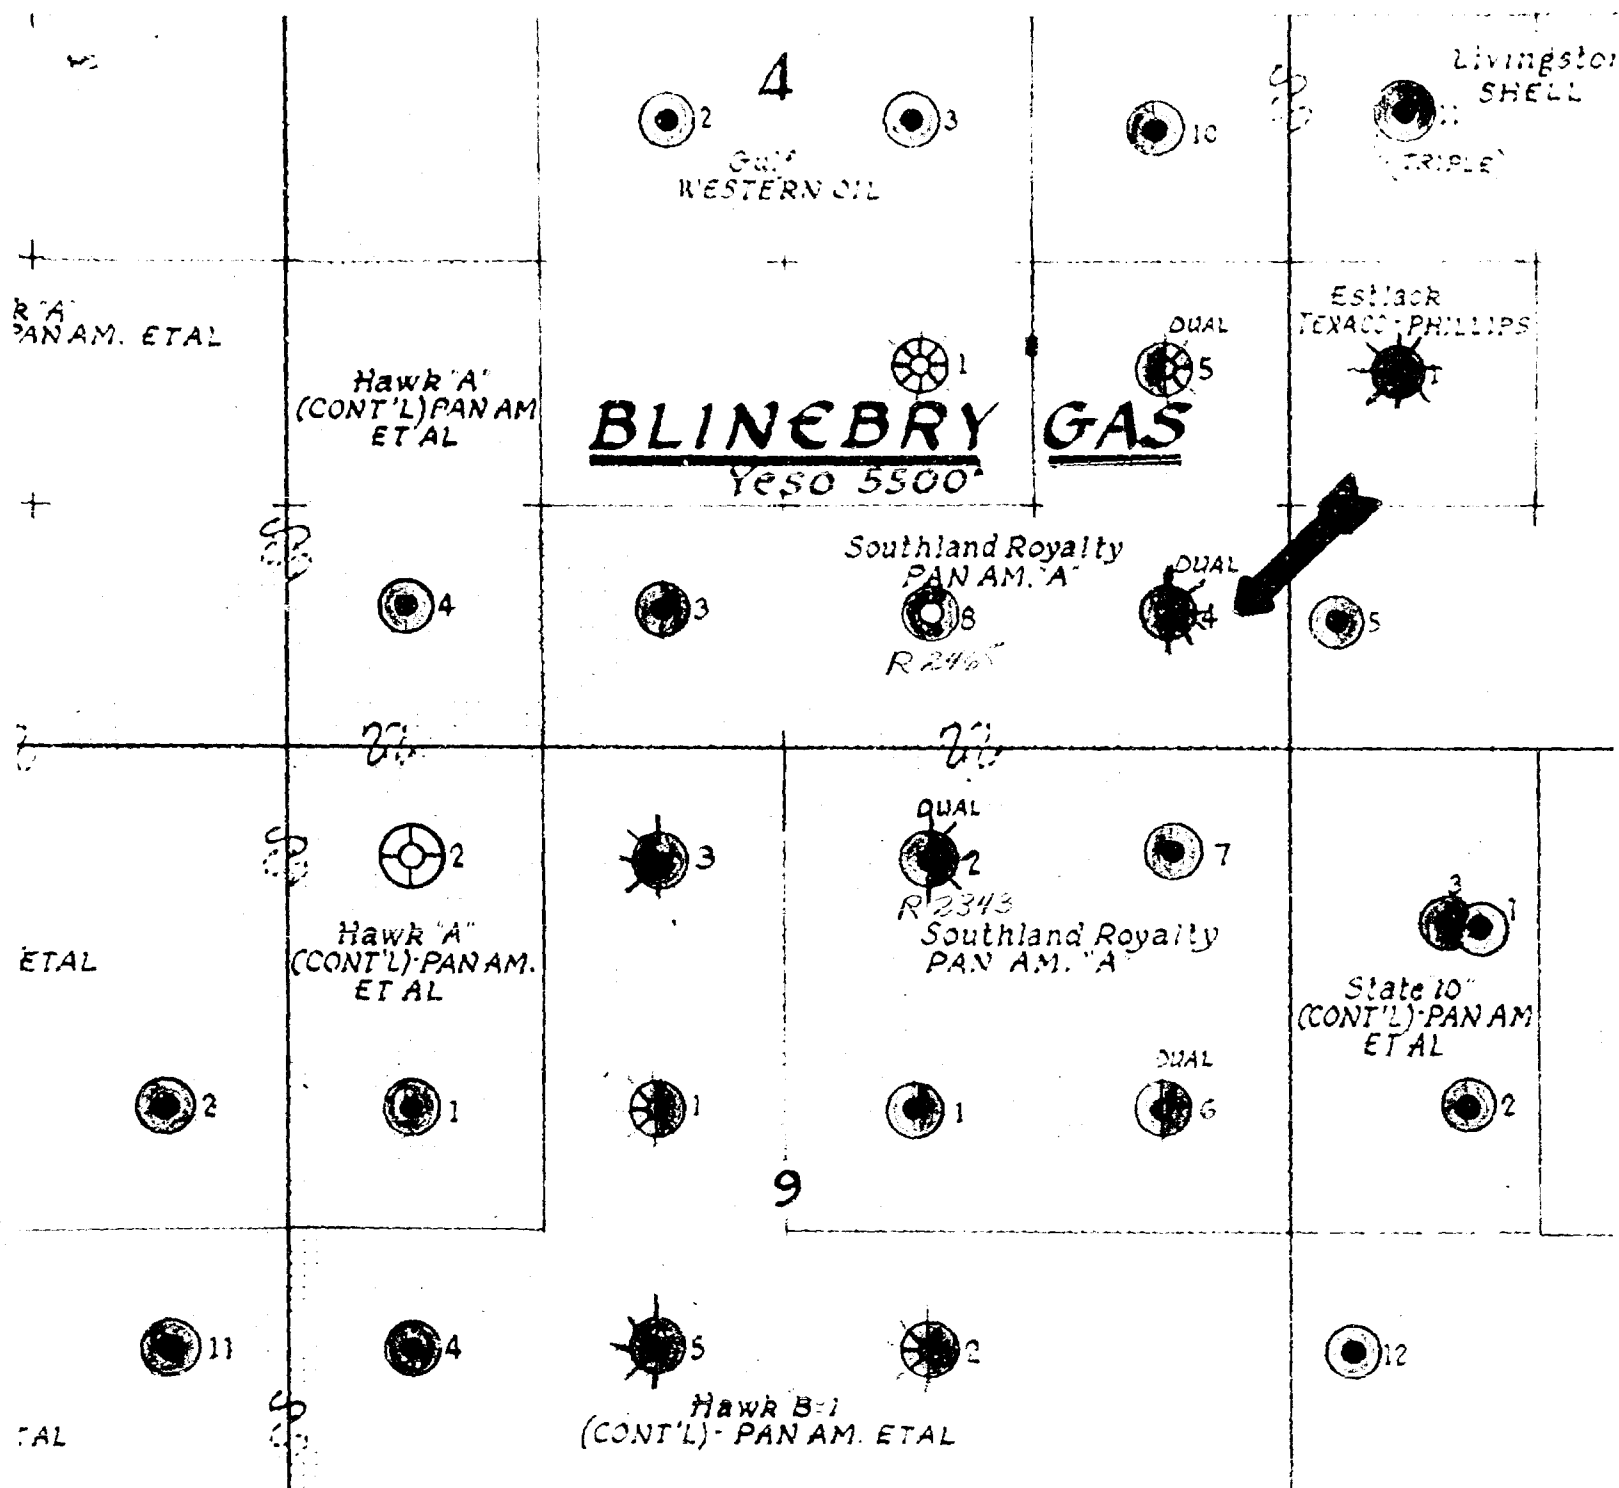 4
Livingston
SHELL
2
3
10
11
(TRIPLE)
Gulf
WESTERN OIL
K "A"
PAN AM. ETAL
Hawk "A"
(CONT'L) PAN AM
ET AL
1
DUAL
5
Estlack
TEXACO-PHILLIPS
1
BLINEBRY GAS
Yeso 5500'
Southland Royalty
PAN AM. "A"
DUAL
4
3
8
4
5
R 2465
2
3
DUAL
2
7
R 2343
Southland Royalty
PAN AM. "A"
3
1
ETAL
Hawk "A"
(CONT'L)-PAN AM.
ET AL
State 10"
(CONT'L)-PAN AM
ET AL
DUAL
2
1
1
1
6
2
9
11
4
5
2
12
Hawk B-1
(CONT'L)- PAN AM. ETAL
TAL